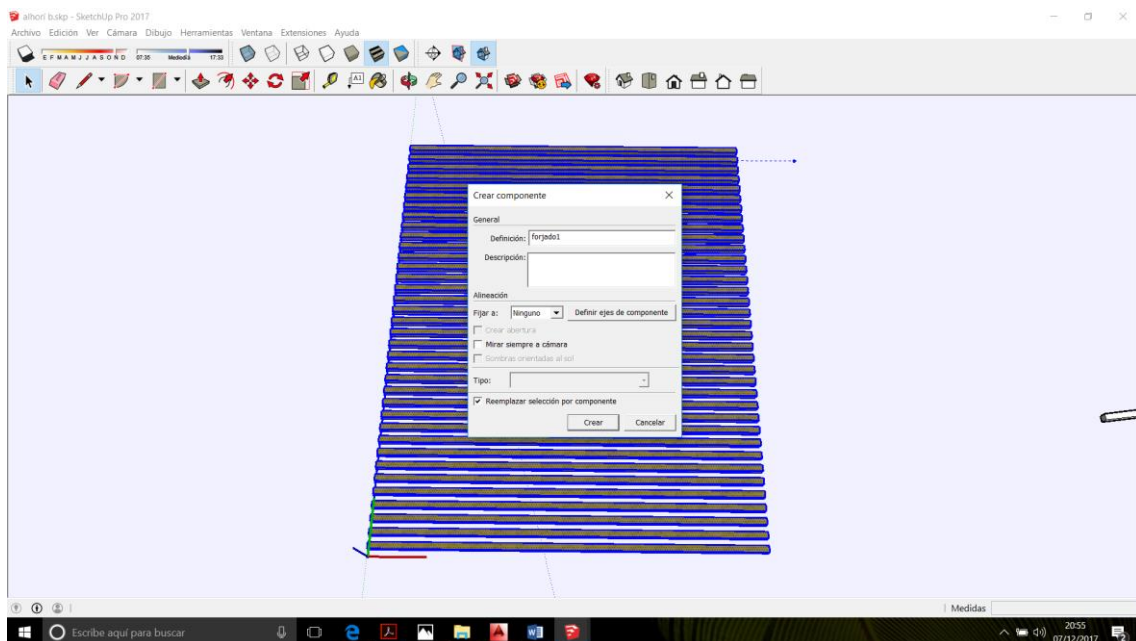 alhori b.skp - SketchUp Pro 2017
Archivo Edición Ver Cámara Dibujo Herramientas Ventana Extensiones Ayuda
E F M A M J J A S O N D 07:35 Mediodía 17:33
A1
Crear componente
General
Definición: forjado1
Descripción:
Alineación
Fijar a: Ninguno Definir ejes de componente
Crear abertura
Mirar siempre a cámara
Sombras orientadas al sol
Tipo:
Reemplazar selección por componente
Crear Cancelar
Medidas
Escribe aquí para buscar
20:55
07/12/2017